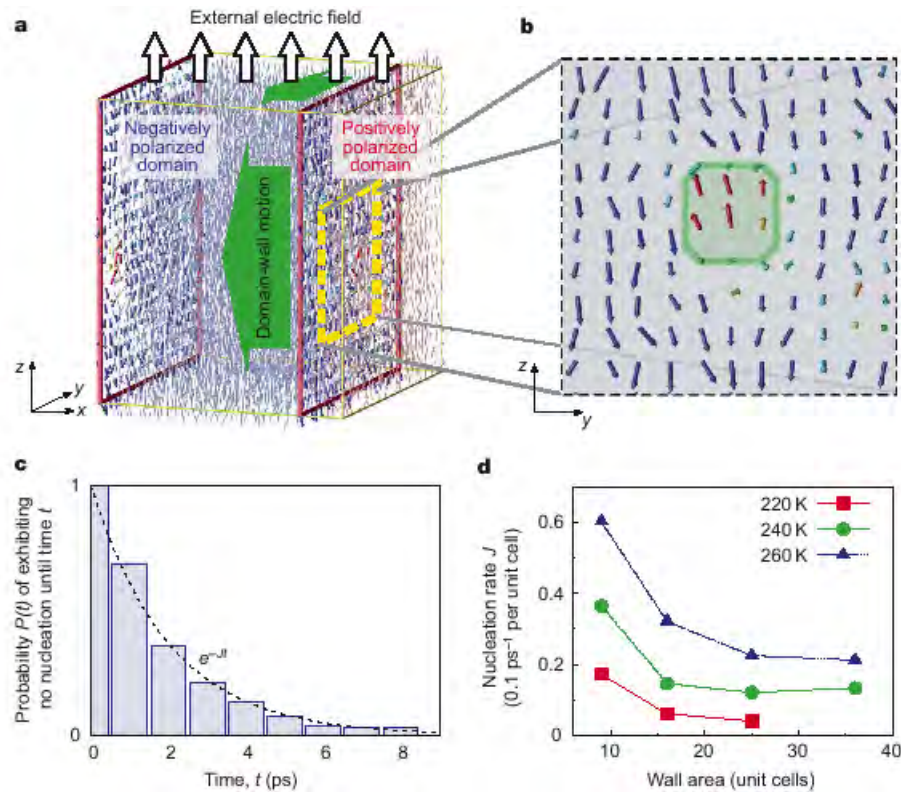 a
External electric field
Negatively
polarized
domain
Positively
polarized
domain
Domain-wall motion
z
y
x
b
z
y
c
Probability P(t) of exhibiting
no nucleation until time t
1
0
e⁻ᴶᵗ
0
2
4
6
8
Time, t (ps)
d
Nucleation rate J
(0.1 ps⁻¹ per unit cell)
0.6
0.4
0.2
0
220 K
240 K
260 K
10
20
30
40
Wall area (unit cells)